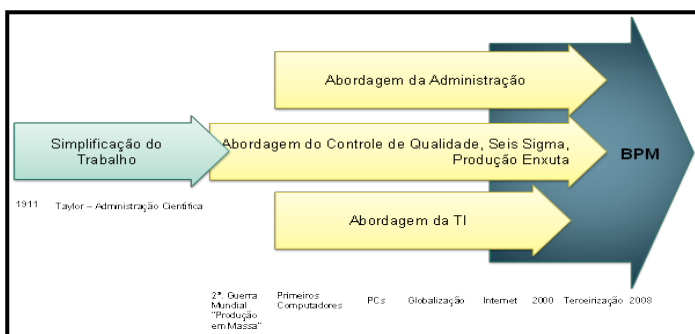 Abordagem da Administração
Simplificação do
Trabalho
Abordagem do Controle de Qualidade, Seis Sigma,
Produção Enxuta
BPM
1911 Taylor – Administração Científica
Abordagem da TI
2ª. Guerra
Mundial
"Produção
em Massa"
Primeiros
Computadores
PCs
Globalização
Internet
2000
Terceirização
2008